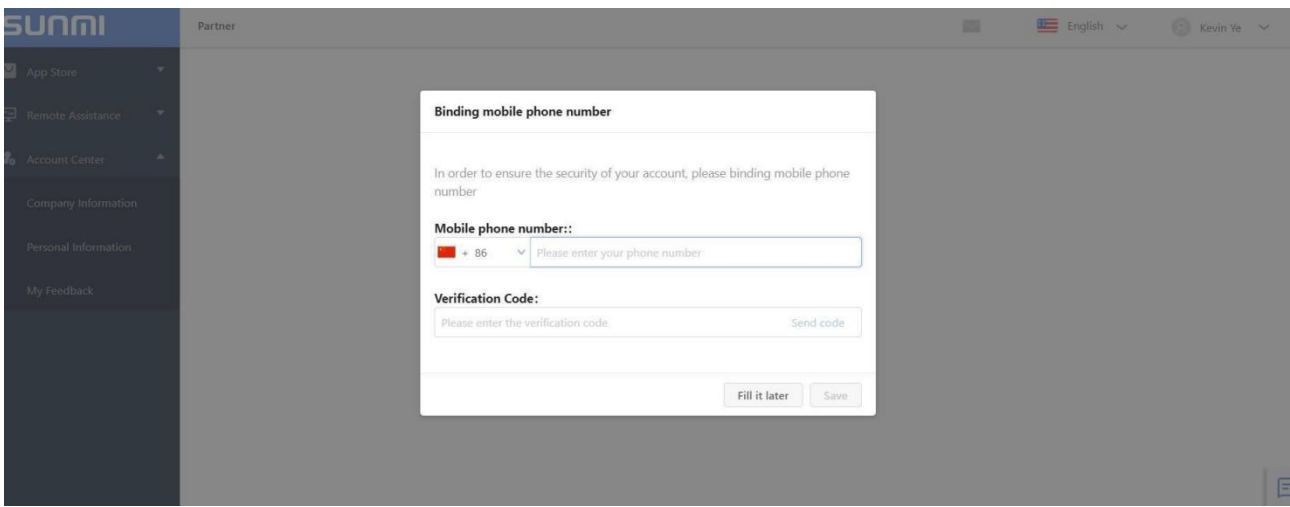 SUNMI
Partner
English
Kevin Ye
App Store
Remote Assistance
Account Center
Company Information
Personal Information
My Feedback
Binding mobile phone number
In order to ensure the security of your account, please binding mobile phone
number
Mobile phone number::
+ 86
Please enter your phone number
Verification Code:
Please enter the verification code
Send code
Fill it later
Save